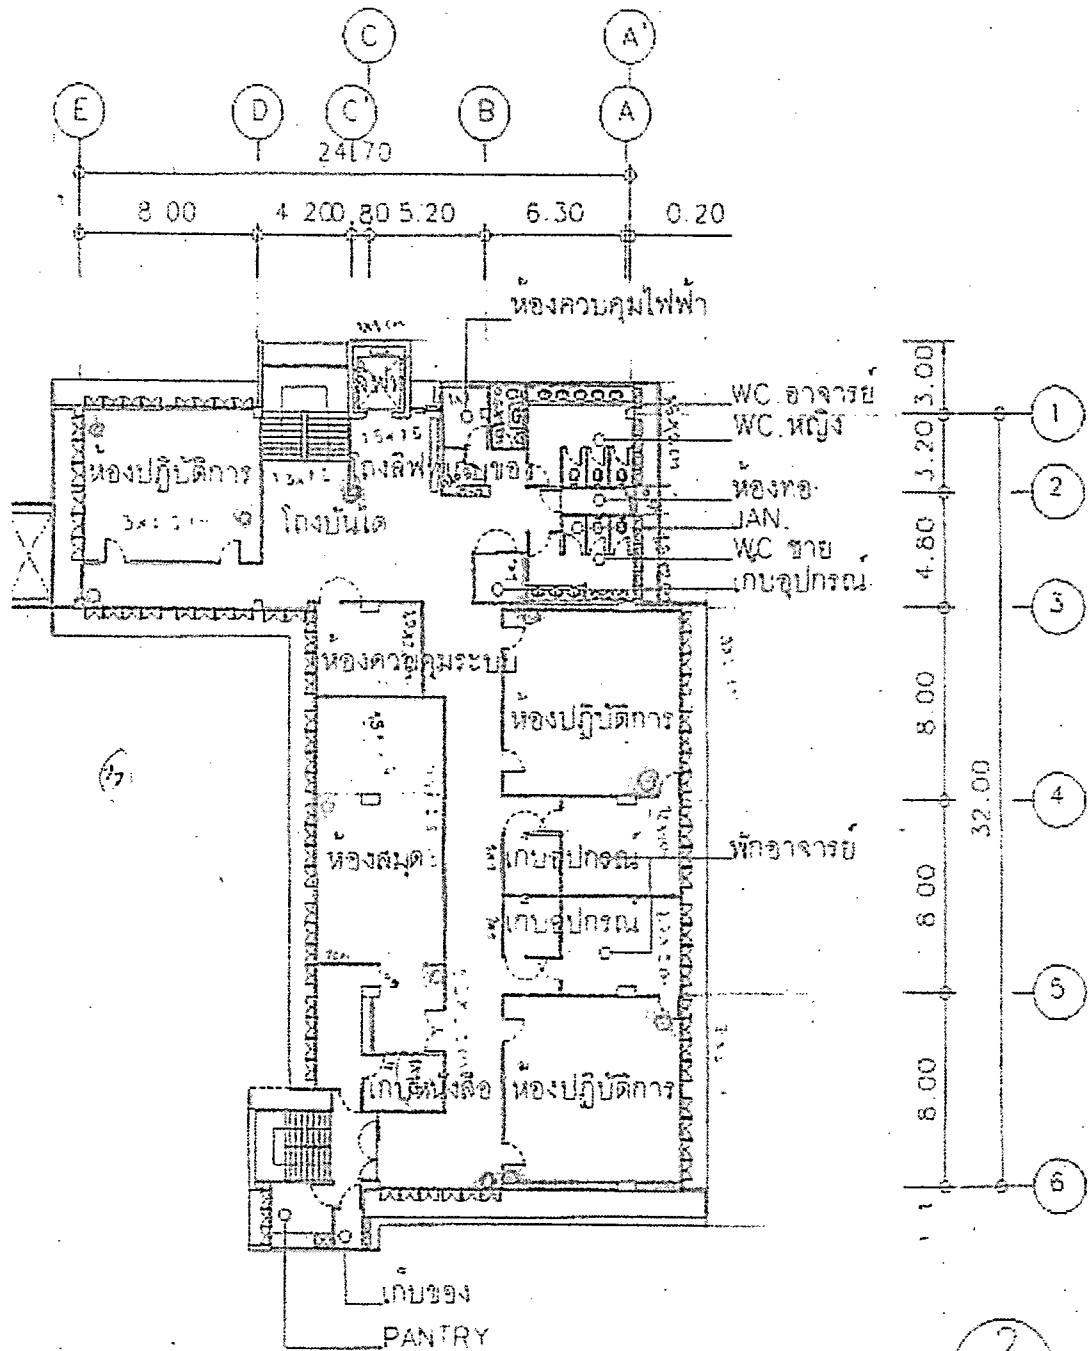 C A'
E D C' B A
24.70
8.00 4.20 0.80 5.20 6.30 0.20
ห้องควบคุมไฟฟ้า
3.00
ลิฟท์
WC. อาจารย์
WC. หญิง
1
3.20
ห้องปฏิบัติการ
โถงลิฟท์
เก็บของ
ห้องท่อ
2
โถงบันได
JAN.
WC ชาย
4.80
เก็บอุปกรณ์
3
ห้องควบคุมระบบ
ห้องปฏิบัติการ
8.00
4
32.00
ห้องสมุด
เก็บอุปกรณ์
พักอาจารย์
8.00
เก็บอุปกรณ์
5
เก็บหนังสือ
ห้องปฏิบัติการ
8.00
6
เก็บของ
PANTRY
2